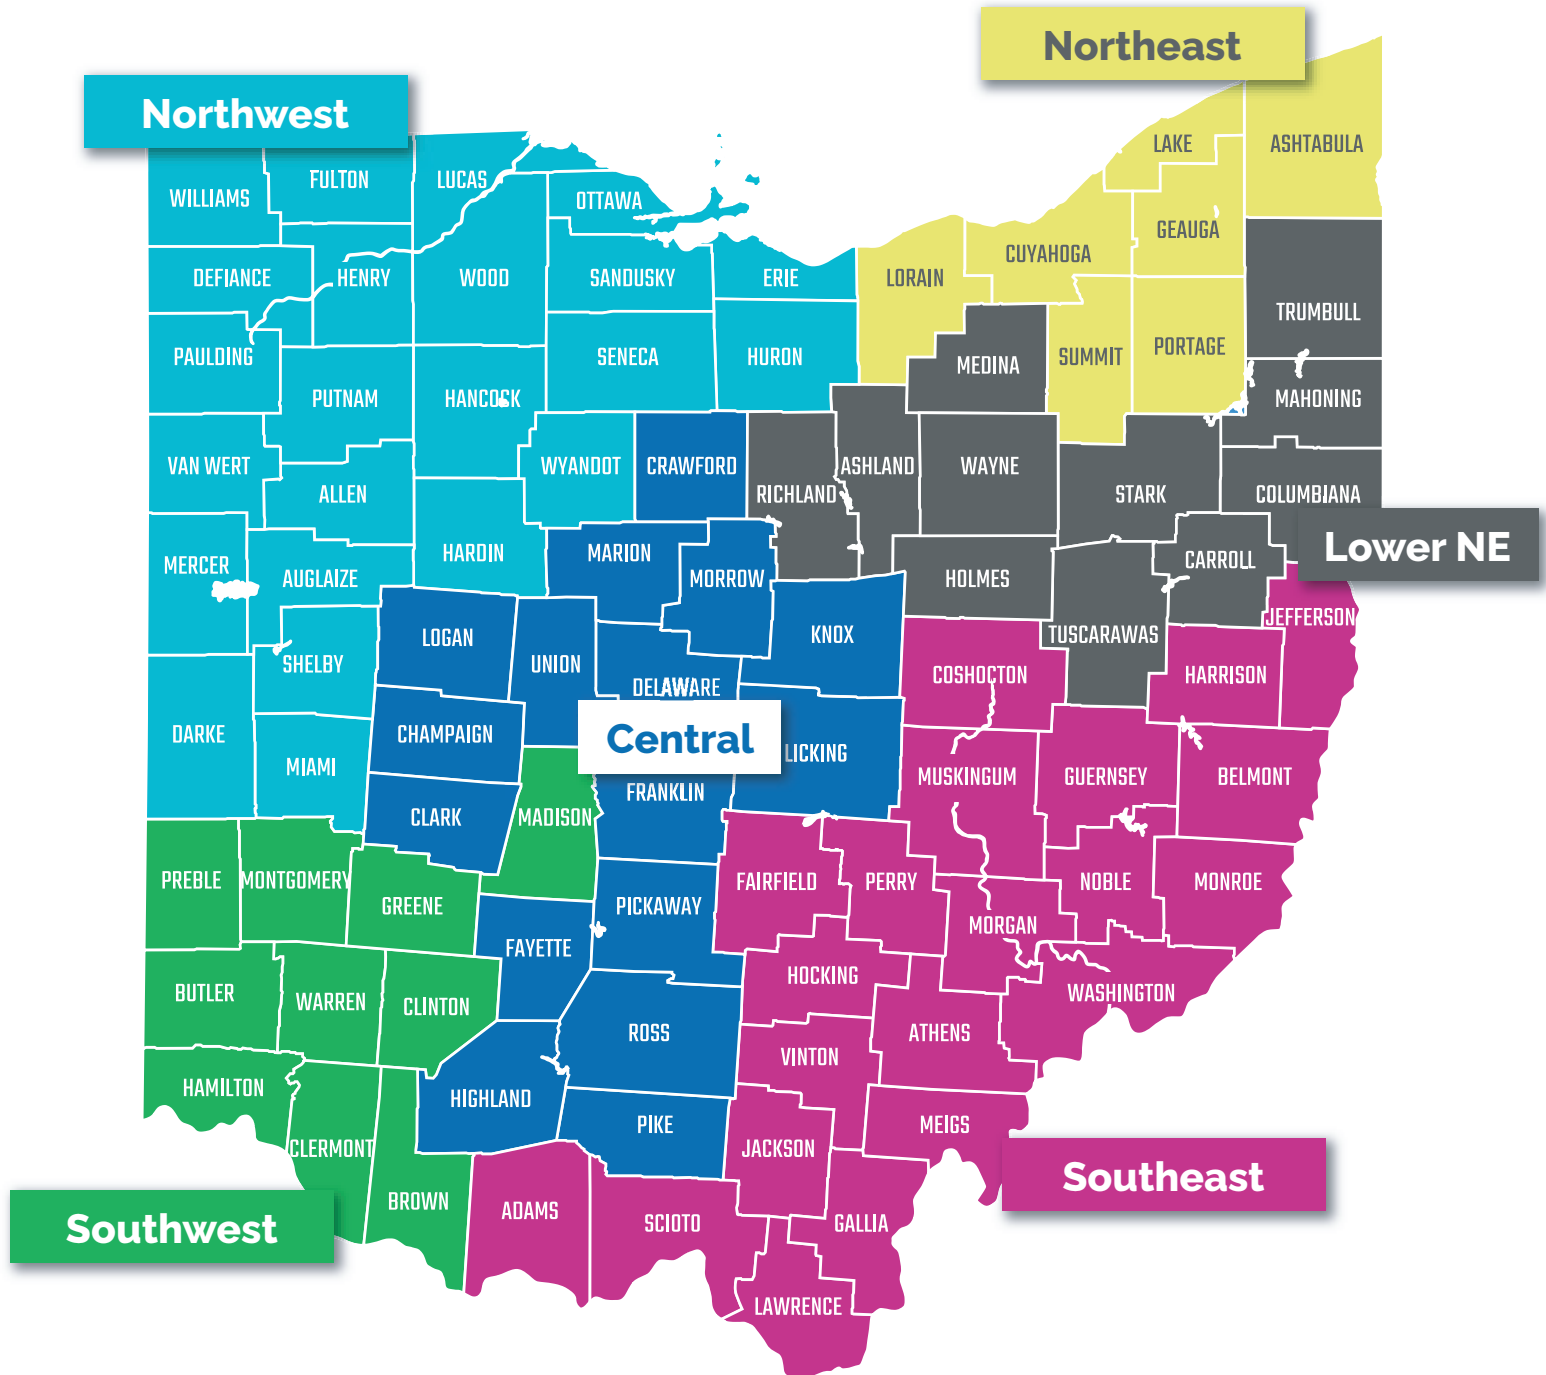 Northeast
Northwest
LAKE
ASHTABULA
FULTON
LUCAS
WILLIAMS
OTTAWA
GEAUGA
CUYAHOGA
DEFIANCE
HENRY
WOOD
SANDUSKY
ERIE
LORAIN
TRUMBULL
PAULDING
SENECA
HURON
MEDINA
SUMMIT
PORTAGE
PUTNAM
HANCOCK
MAHONING
VAN WERT
WYANDOT
CRAWFORD
ASHLAND
WAYNE
ALLEN
RICHLAND
STARK
COLUMBIANA
Lower NE
MERCER
HARDIN
MARION
CARROLL
AUGLAIZE
MORROW
HOLMES
JEFFERSON
LOGAN
KNOX
TUSCARAWAS
SHELBY
UNION
COSHOCTON
HARRISON
DELAWARE
DARKE
CHAMPAIGN
Central
LICKING
MIAMI
MUSKINGUM
GUERNSEY
BELMONT
FRANKLIN
CLARK
MADISON
PREBLE
MONTGOMERY
FAIRFIELD
PERRY
NOBLE
MONROE
GREENE
PICKAWAY
MORGAN
FAYETTE
HOCKING
BUTLER
WARREN
CLINTON
WASHINGTON
ROSS
ATHENS
VINTON
HAMILTON
HIGHLAND
PIKE
MEIGS
CLERMONT
JACKSON
Southeast
BROWN
ADAMS
SCIOTO
GALLIA
Southwest
LAWRENCE